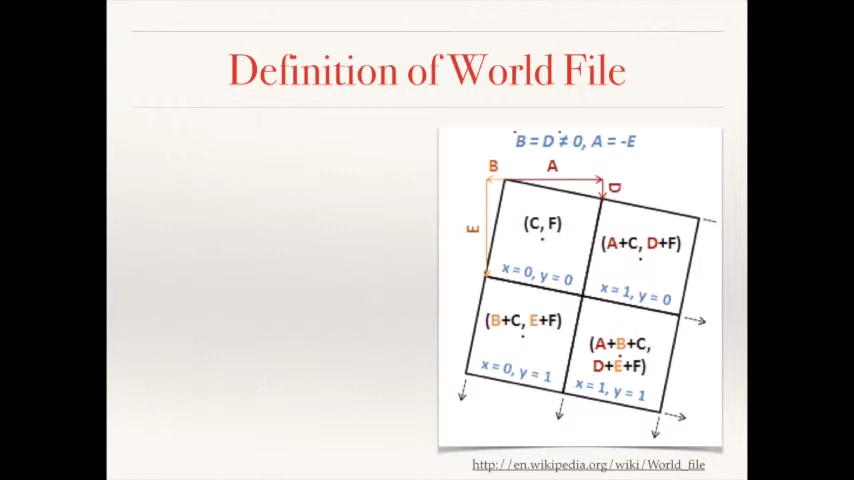 Definition of World File
B = D ≠ 0, A = -E
B
A
D
E
(C, F)
x = 0, y = 0
(A+C, D+F)
x = 1, y = 0
(B+C, E+F)
x = 0, y = 1
(A+B+C,
D+E+F)
x = 1, y = 1
http://en.wikipedia.org/wiki/World_file